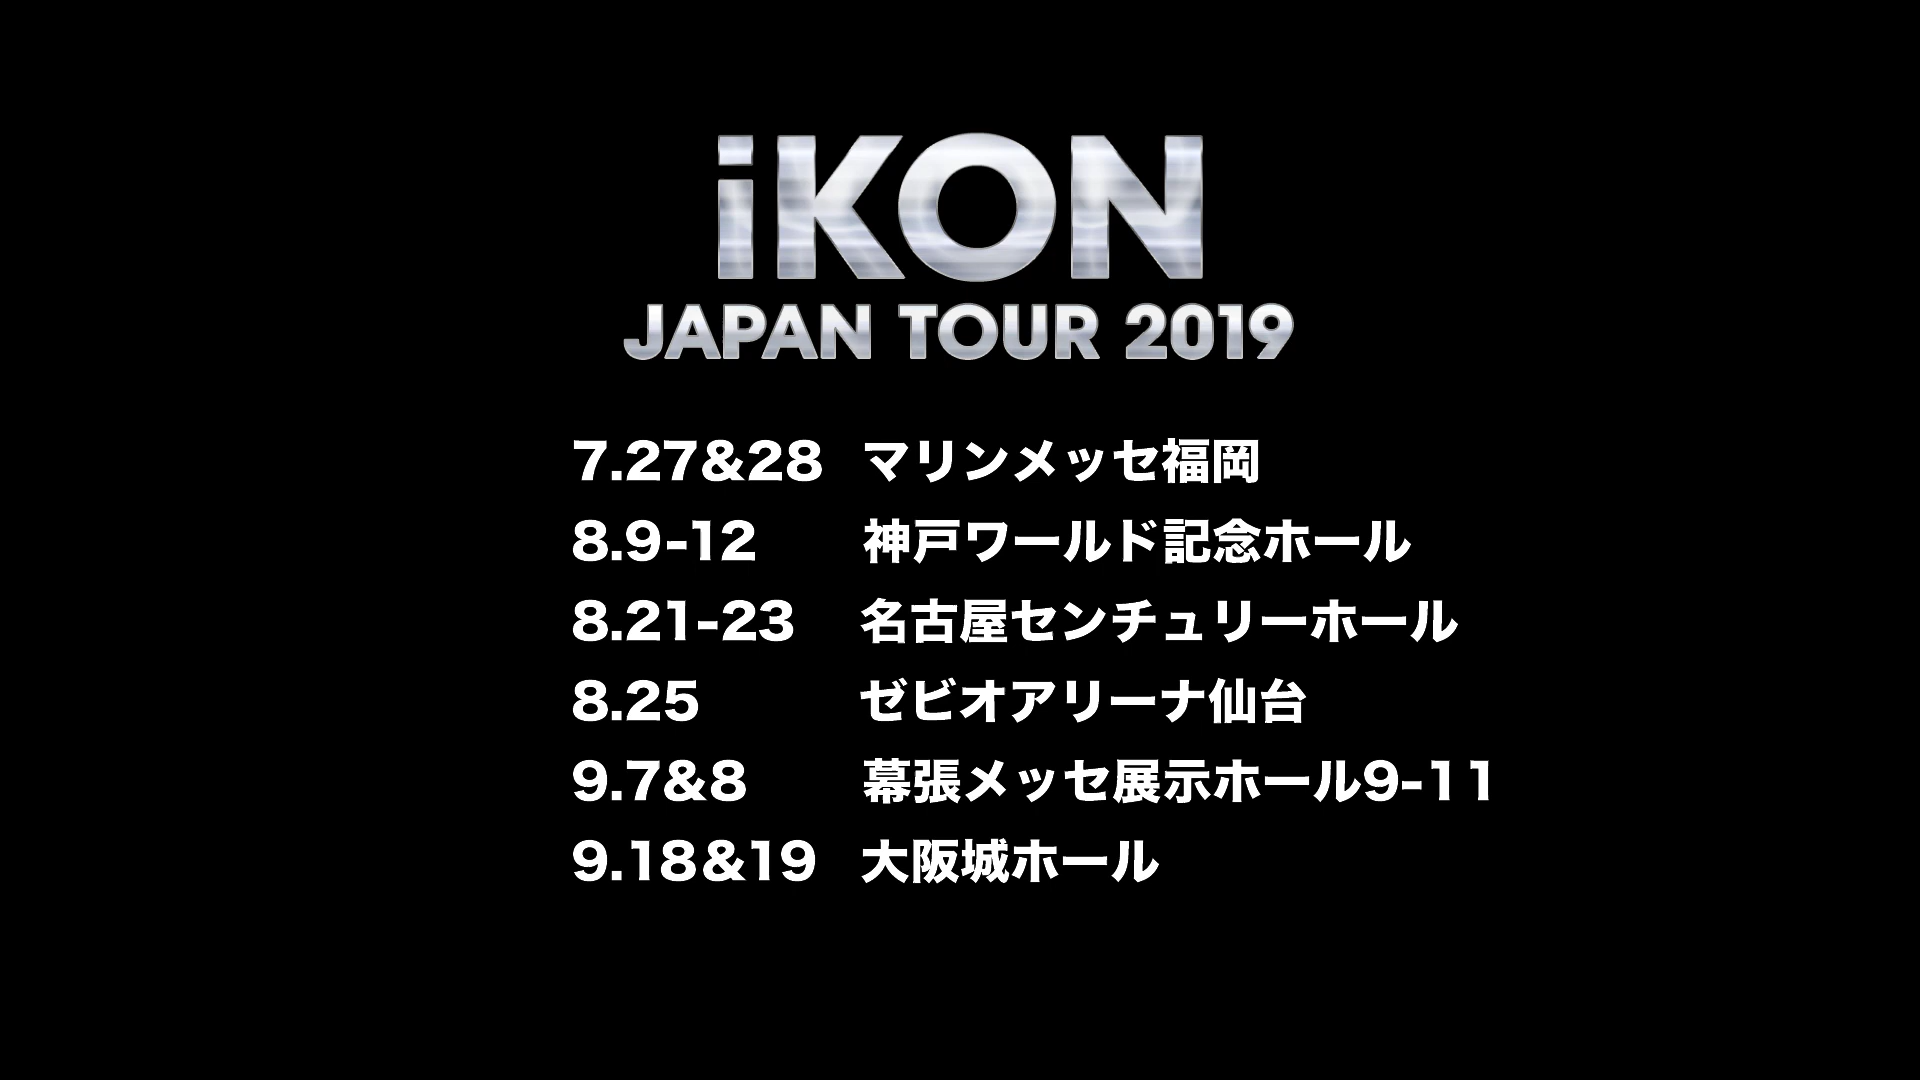 iKON
JAPAN TOUR 2019
7.27&28 マリンメッセ福岡
8.9-12 神戸ワールド記念ホール
8.21-23 名古屋センチュリーホール
8.25 ゼビオアリーナ仙台
9.7&8 幕張メッセ展示ホール9-11
9.18&19 大阪城ホール